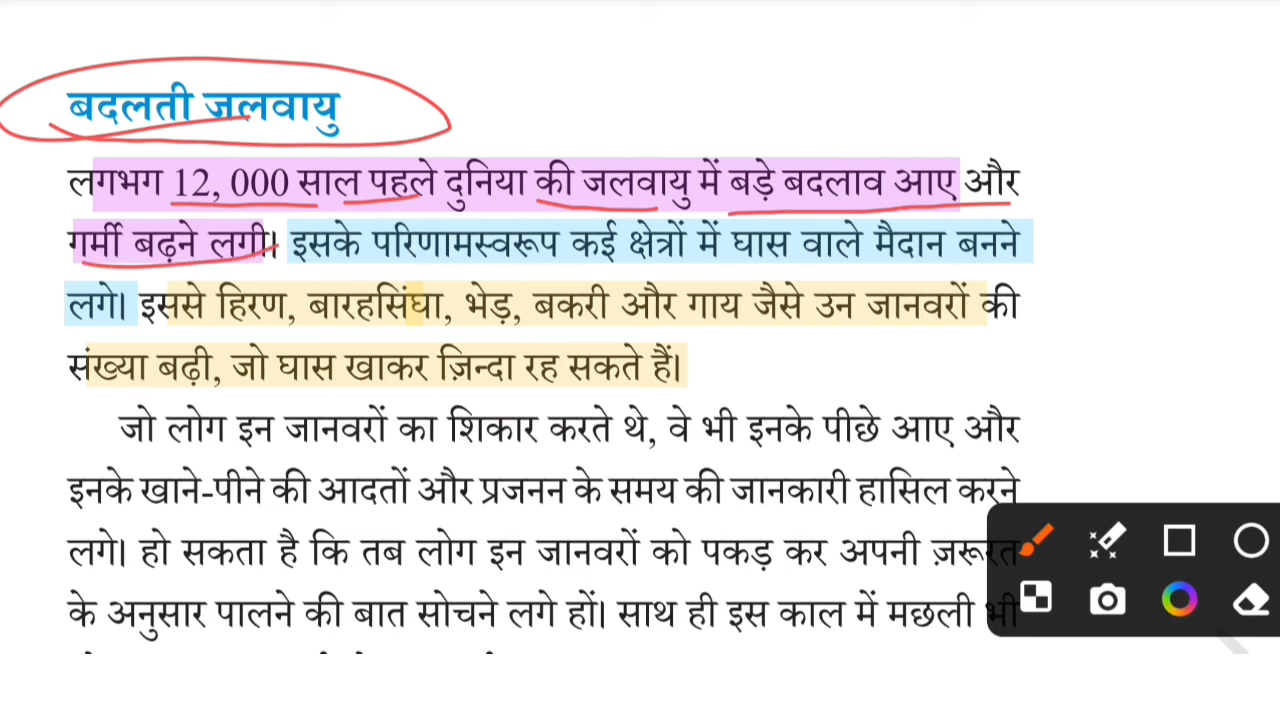 बदलती जलवायु
लगभग 12, 000 साल पहले दुनिया की जलवायु में बड़े बदलाव आए और
गर्मी बढ़ने लगी। इसके परिणामस्वरूप कई क्षेत्रों में घास वाले मैदान बनने
लगे। इससे हिरण, बारहसिंघा, भेड़, बकरी और गाय जैसे उन जानवरों की
संख्या बढ़ी, जो घास खाकर ज़िन्दा रह सकते हैं।
जो लोग इन जानवरों का शिकार करते थे, वे भी इनके पीछे आए और
इनके खाने-पीने की आदतों और प्रजनन के समय की जानकारी हासिल करने
लगे। हो सकता है कि तब लोग इन जानवरों को पकड़ कर अपनी ज़रूरत
के अनुसार पालने की बात सोचने लगे हों। साथ ही इस काल में मछली भी